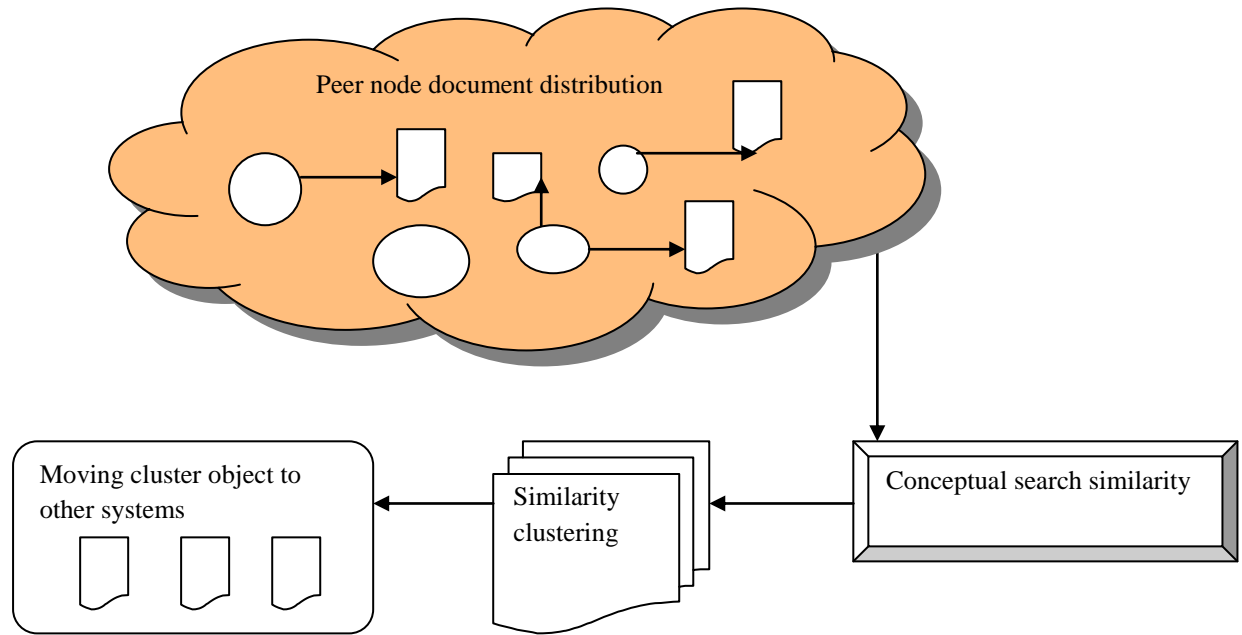 Peer node document distribution
Conceptual search similarity
Similarity
clustering
Moving cluster object to
other systems